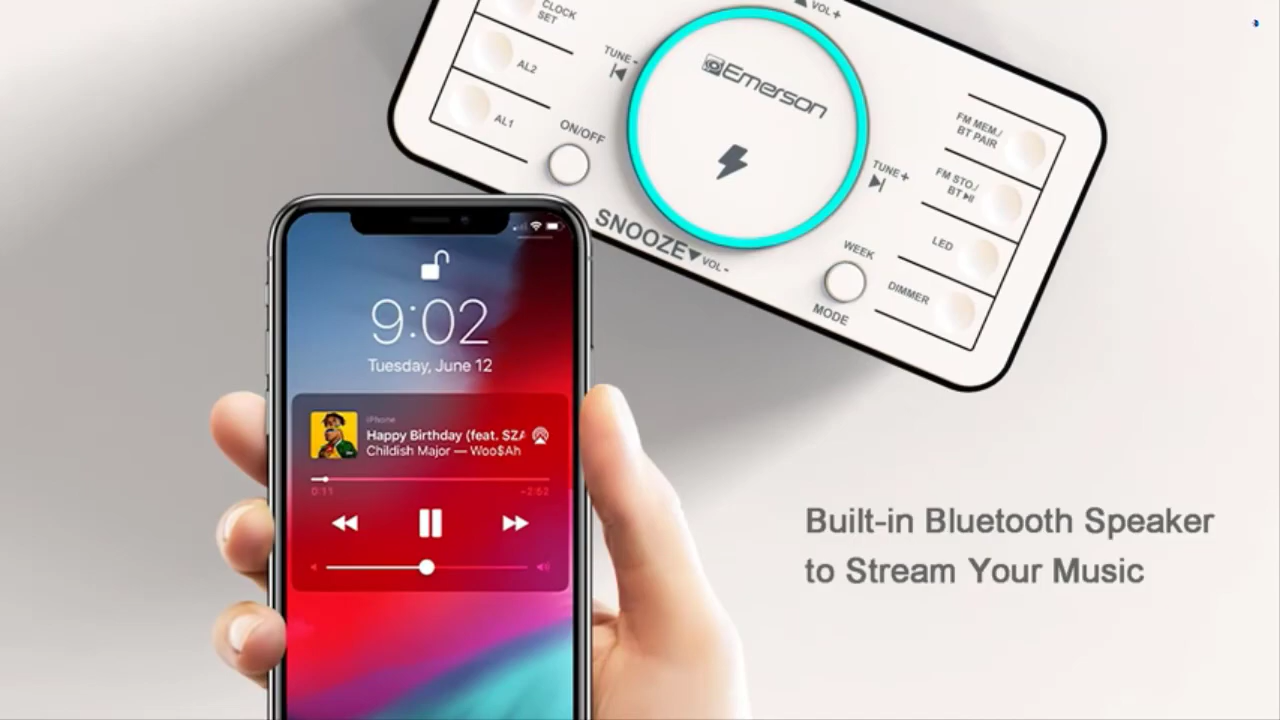 CLOCK
SET
VOL+
TUNE-
AL2
AL1
ON/OFF
Emerson
FM MEM./
BT PAIR
TUNE+
FM STO./
BT
LED
SNOOZE
VOL-
WEEK
DIMMER
MODE
9:02
Tuesday, June 12
iPhone
Happy Birthday (feat. SZA
Childish Major — Woo$Ah
0:11
-2:52
Built-in Bluetooth Speaker
to Stream Your Music